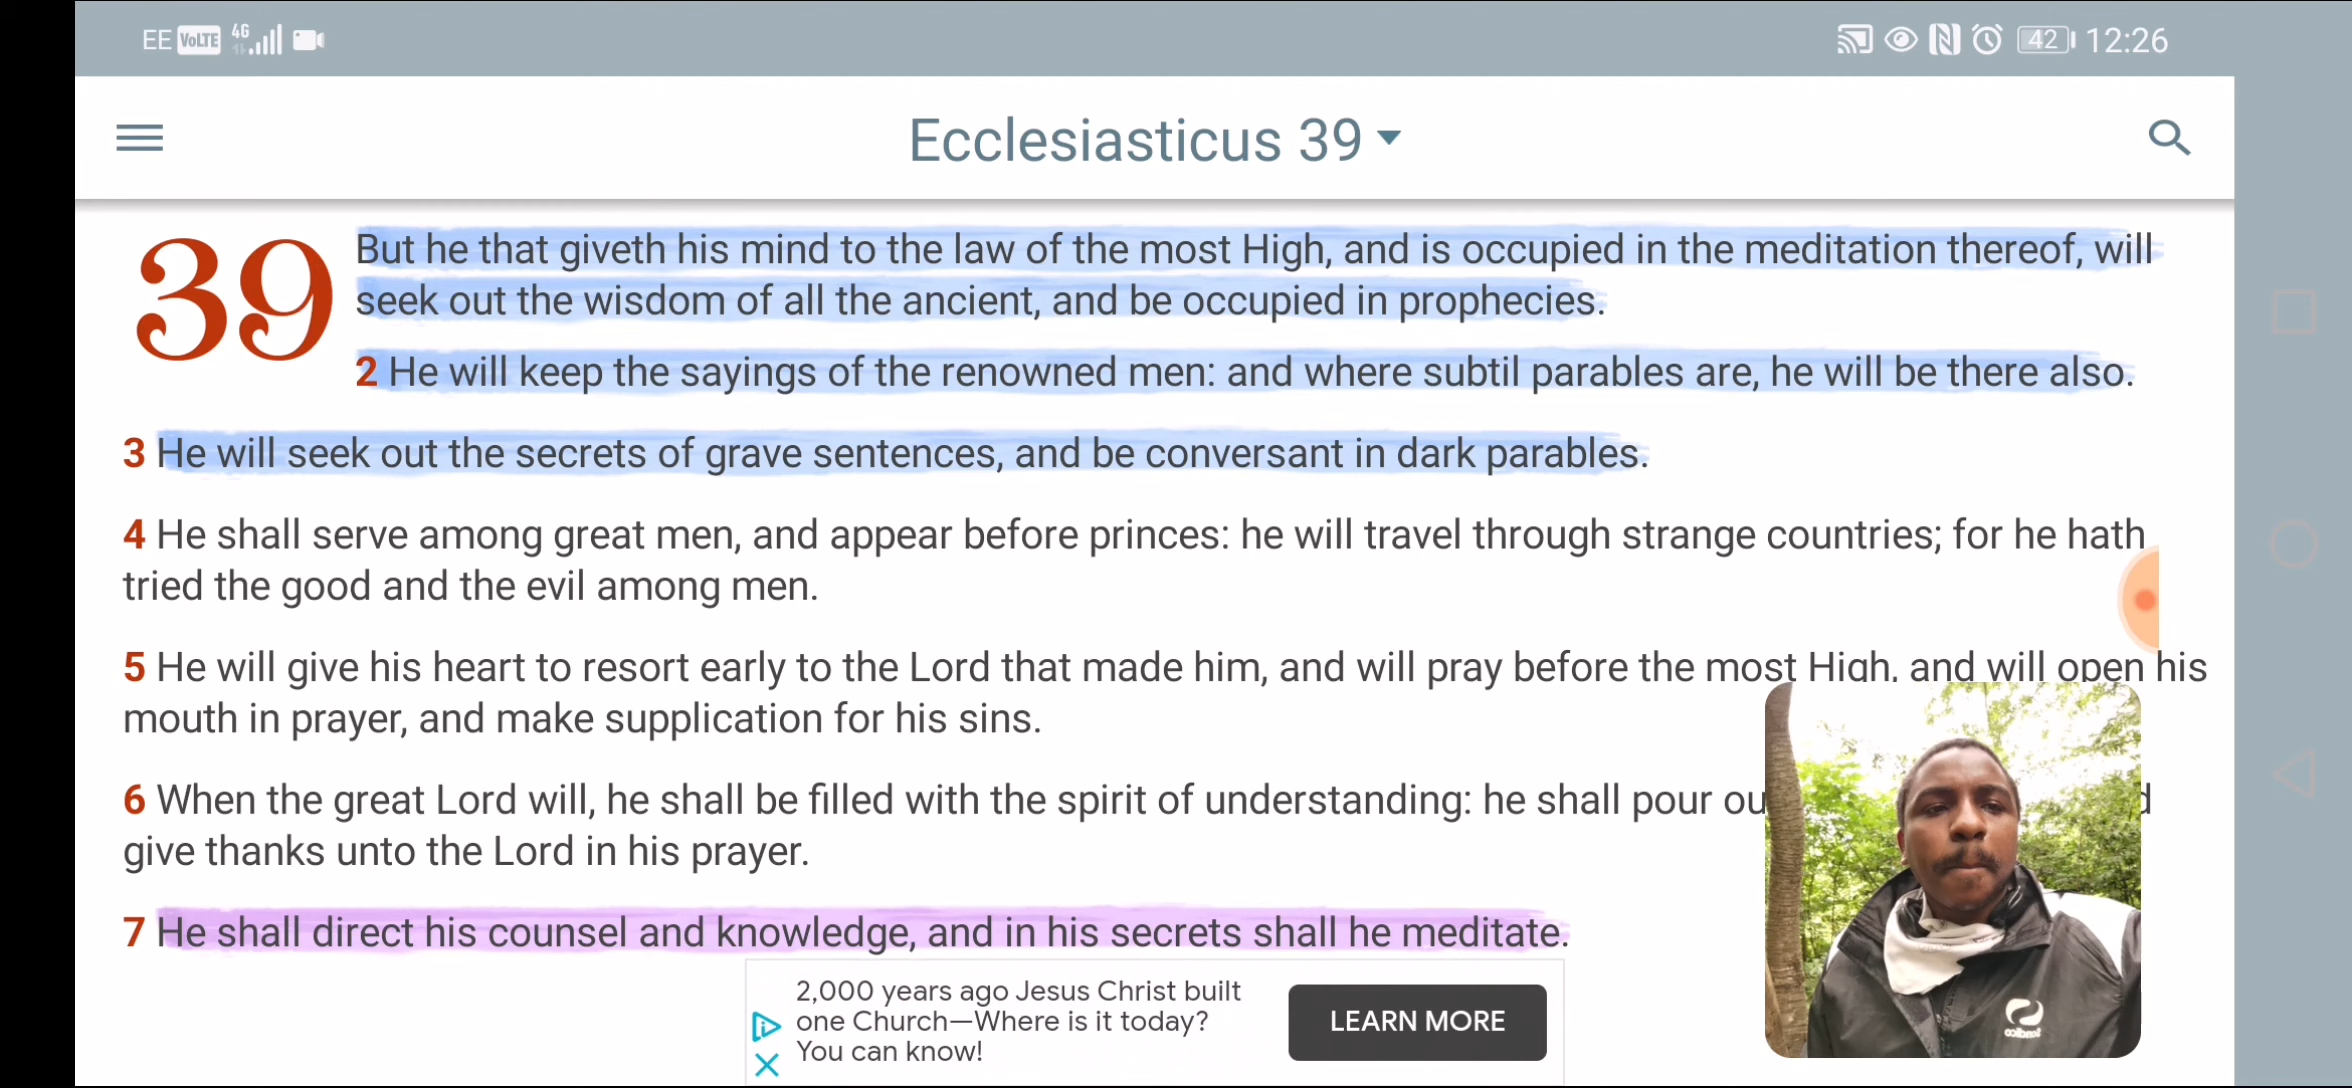 EE VoLTE 4G 42 12:26
Ecclesiasticus 39
39 But he that giveth his mind to the law of the most High, and is occupied in the meditation thereof, will
seek out the wisdom of all the ancient, and be occupied in prophecies.
2 He will keep the sayings of the renowned men: and where subtil parables are, he will be there also.
3 He will seek out the secrets of grave sentences, and be conversant in dark parables.
4 He shall serve among great men, and appear before princes: he will travel through strange countries; for he hath
tried the good and the evil among men.
5 He will give his heart to resort early to the Lord that made him, and will pray before the most High, and will open his
mouth in prayer, and make supplication for his sins.
6 When the great Lord will, he shall be filled with the spirit of understanding: he shall pour
give thanks unto the Lord in his prayer.
7 He shall direct his counsel and knowledge, and in his secrets shall he meditate.
2,000 years ago Jesus Christ built
one Church—Where is it today?
You can know!
LEARN MORE